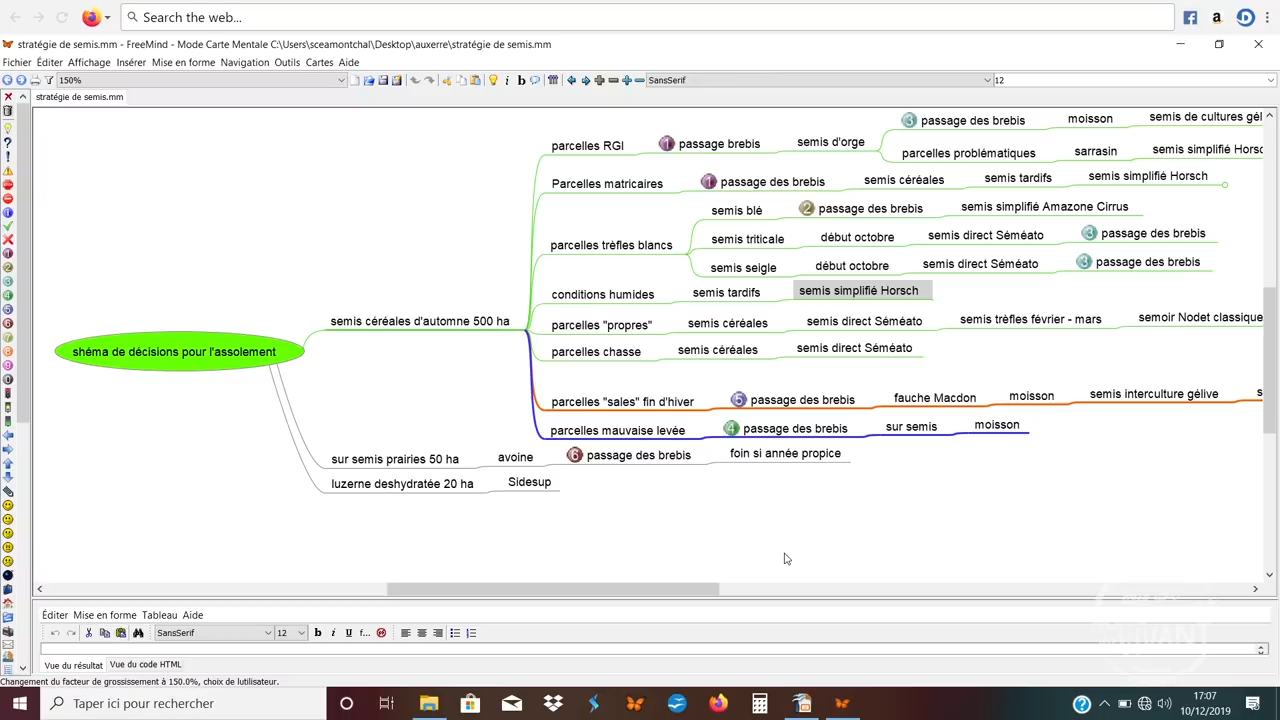 Search the web...
stratégie de semis.mm - FreeMind - Mode Carte Mentale C:\Users\sceamontchal\Desktop\auxerre\stratégie de semis.mm
Fichier Éditer Affichage Insérer Mise en forme Navigation Outils Cartes Aide
150%
SansSerif
12
stratégie de semis.mm
shéma de décisions pour l'assolement
semis céréales d'automne 500 ha
parcelles RGI 1 passage brebis semis d'orge
3 passage des brebis moisson semis de cultures gél
parcelles problématiques sarrasin semis simplifié Horsc
Parcelles matricaires 1 passage des brebis semis céréales semis tardifs semis simplifié Horsch
parcelles trèfles blancs
semis blé 2 passage des brebis semis simplifié Amazone Cirrus
semis triticale début octobre semis direct Séméato 3 passage des brebis
semis seigle début octobre semis direct Séméato 3 passage des brebis
conditions humides semis tardifs semis simplifié Horsch
parcelles "propres" semis céréales semis direct Séméato semis trèfles février - mars semoir Nodet classique
parcelles chasse semis céréales semis direct Séméato
parcelles "sales" fin d'hiver 5 passage des brebis fauche Macdon moisson semis interculture gélive s
parcelles mauvaise levée 4 passage des brebis sur semis moisson
sur semis prairies 50 ha avoine 6 passage des brebis foin si année propice
luzerne deshydratée 20 ha Sidesup
Éditer Mise en forme Tableau Aide
SansSerif 12 b i u f...
Vue du résultat Vue du code HTML
Changement du facteur de grossissement à 150.0%, choix de lutilisateur.
Taper ici pour rechercher
17:07
10/12/2019